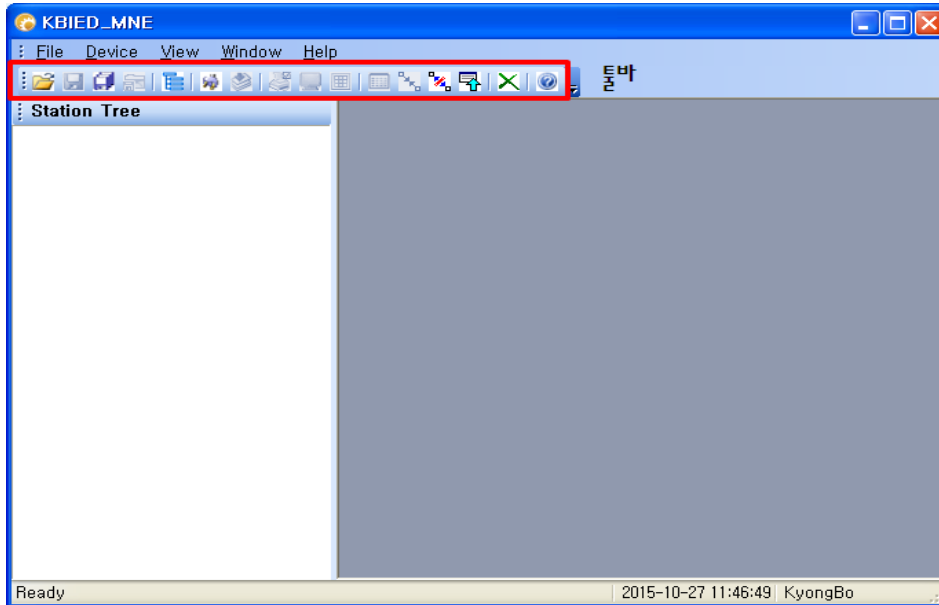 KBIED_MNE
File Device View Window Help
툴바
Station Tree
Ready 2015-10-27 11:46:49 KyongBo